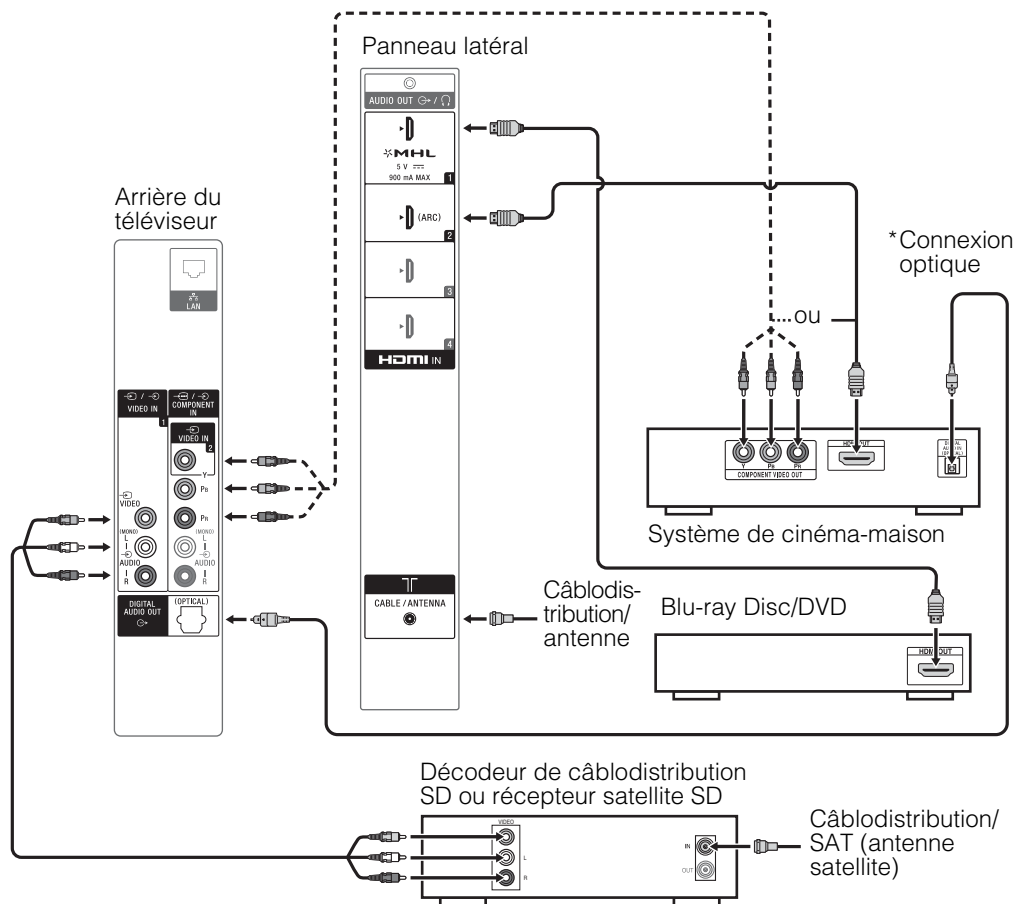 Panneau latéral
AUDIO OUT /
MHL
5 V
900 mA MAX
1
(ARC)
2
3
4
HDMI IN
CABLE / ANTENNA
Arrière du
téléviseur
LAN
/
VIDEO IN
1
/
COMPONENT
IN
VIDEO IN
2
Y
PB
PR
VIDEO
(MONO)
L
AUDIO
R
(MONO)
L
AUDIO
R
DIGITAL
AUDIO OUT
(OPTICAL)
*Connexion
optique
ou
Y
PB
PR
COMPONENT VIDEO OUT
HDMI OUT
DIGITAL
AUDIO IN
(OPTICAL)
Système de cinéma-maison
Câblodis-
tribution/
antenne
Blu-ray Disc/DVD
HDMI OUT
Décodeur de câblodistribution
SD ou récepteur satellite SD
VIDEO
L
R
IN
OUT
Câblodistribution/
SAT (antenne
satellite)